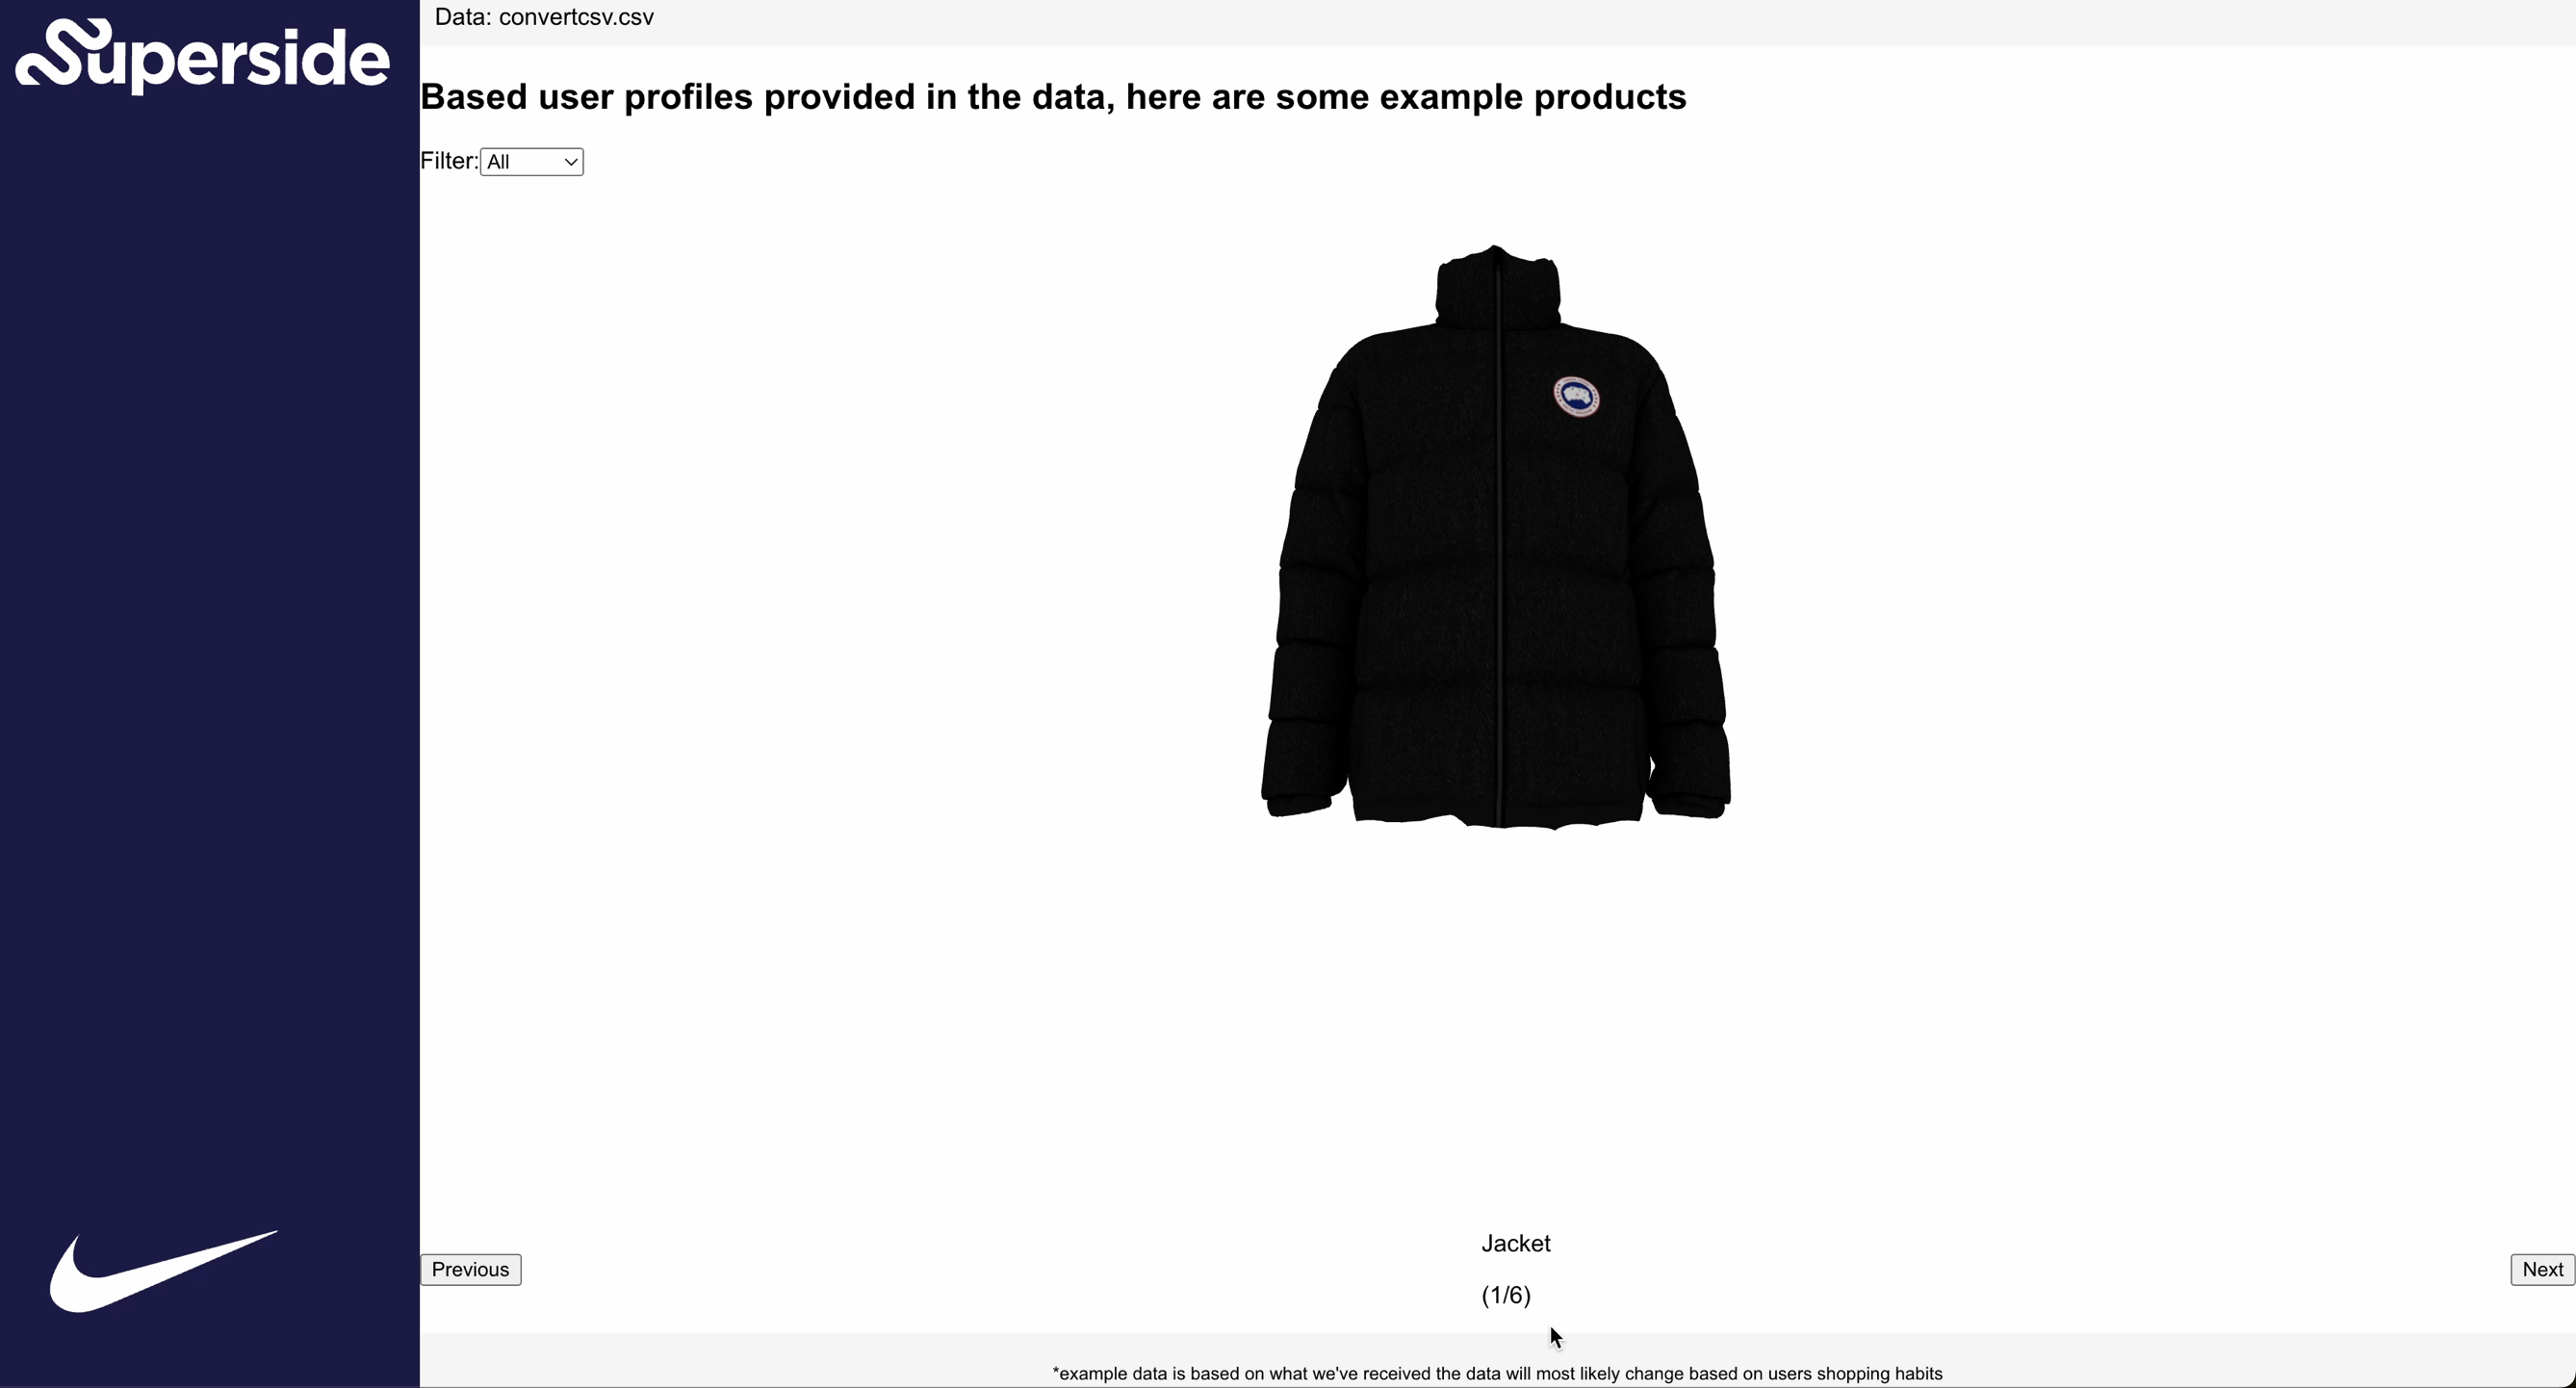 Superside
Data: convertcsv.csv
Based user profiles provided in the data, here are some example products
Filter: All
Jacket
Previous
Next
(1/6)
*example data is based on what we've received the data will most likely change based on users shopping habits